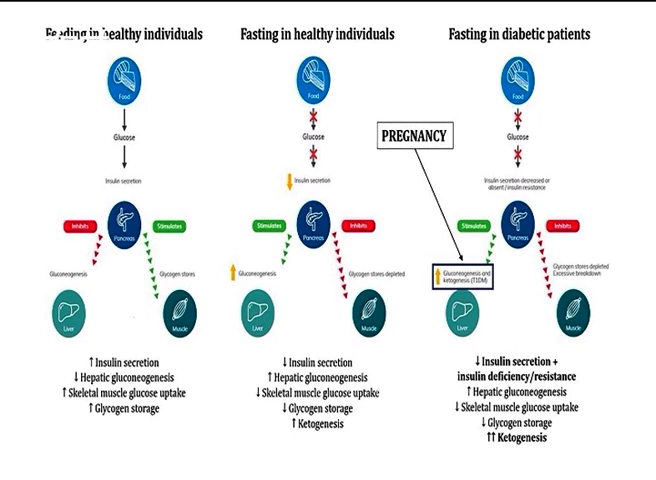 Feeding in healthy individuals
Food
Glucose
Insulin secretion
Inhibits
Stimulates
Pancreas
Gluconeogenesis
Glycogen stores
Liver
Muscle
↑ Insulin secretion
↓ Hepatic gluconeogenesis
↑ Skeletal muscle glucose uptake
↑ Glycogen storage
Fasting in healthy individuals
Food
Glucose
Insulin secretion
Stimulates
Inhibits
Pancreas
Gluconeogenesis
Glycogen stores depleted
Liver
Muscle
↓ Insulin secretion
↑ Hepatic gluconeogenesis
↓ Skeletal muscle glucose uptake
↓ Glycogen storage
↑ Ketogenesis
PREGNANCY
Fasting in diabetic patients
Food
Glucose
Insulin secretion decreased or
absent / insulin resistance
Stimulates
Inhibits
Pancreas
Gluconeogenesis and
ketogenesis (T1DM)
Glycogen stores depleted
Excessive breakdown
Liver
Muscle
↓ Insulin secretion +
insulin deficiency/resistance
↑ Hepatic gluconeogenesis
↓ Skeletal muscle glucose uptake
↓ Glycogen storage
↑↑ Ketogenesis